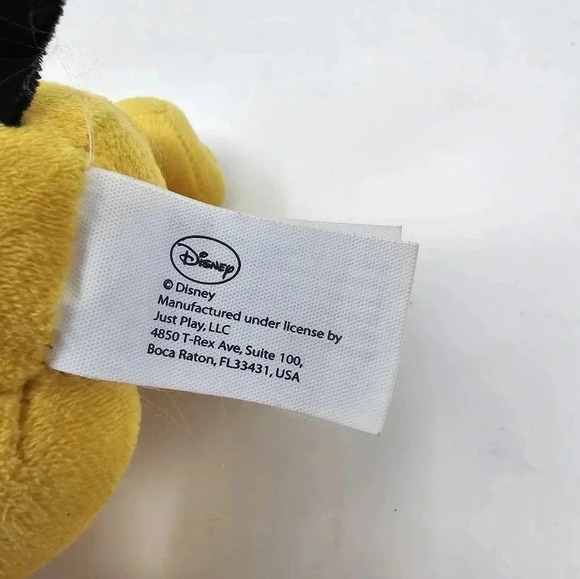 Disney
© Disney
Manufactured under license by
Just Play, LLC
4850 T-Rex Ave, Suite 100,
Boca Raton, FL33431, USA